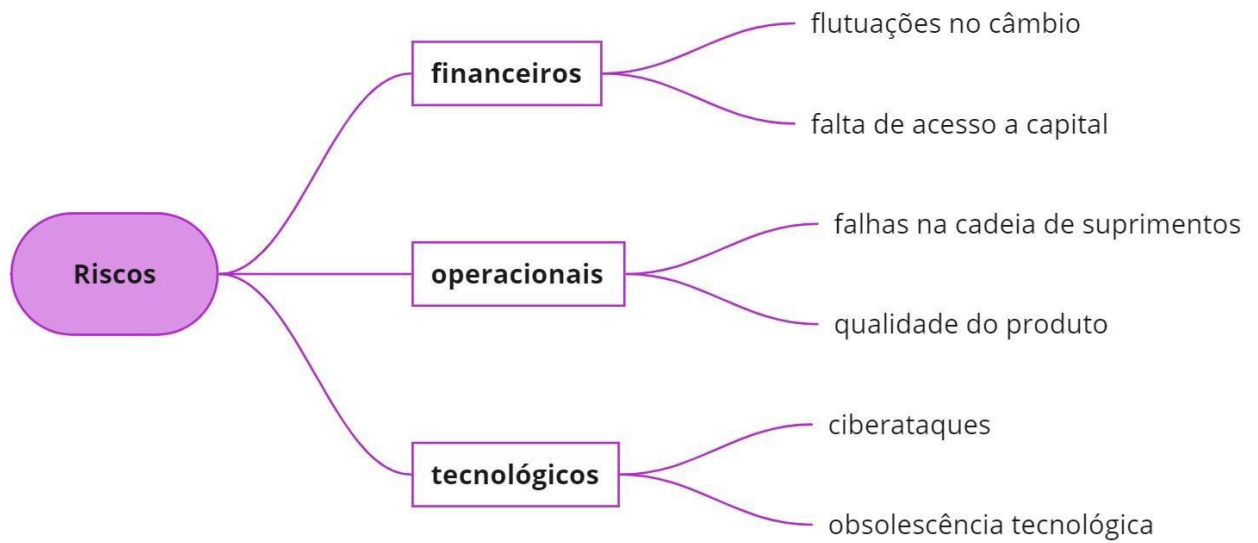 Riscos
financeiros
flutuações no câmbio
falta de acesso a capital
operacionais
falhas na cadeia de suprimentos
qualidade do produto
tecnológicos
ciberataques
obsolescência tecnológica